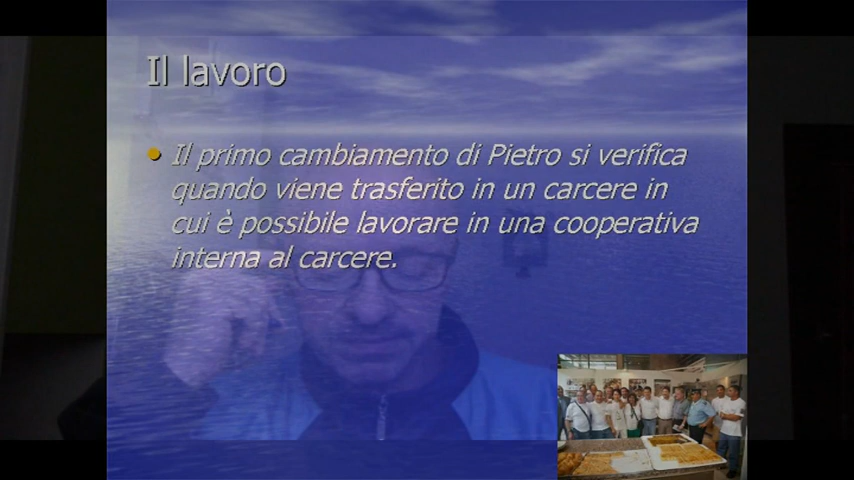 Il lavoro
• Il primo cambiamento di Pietro si verifica
quando viene trasferito in un carcere in
cui è possibile lavorare in una cooperativa
interna al carcere.